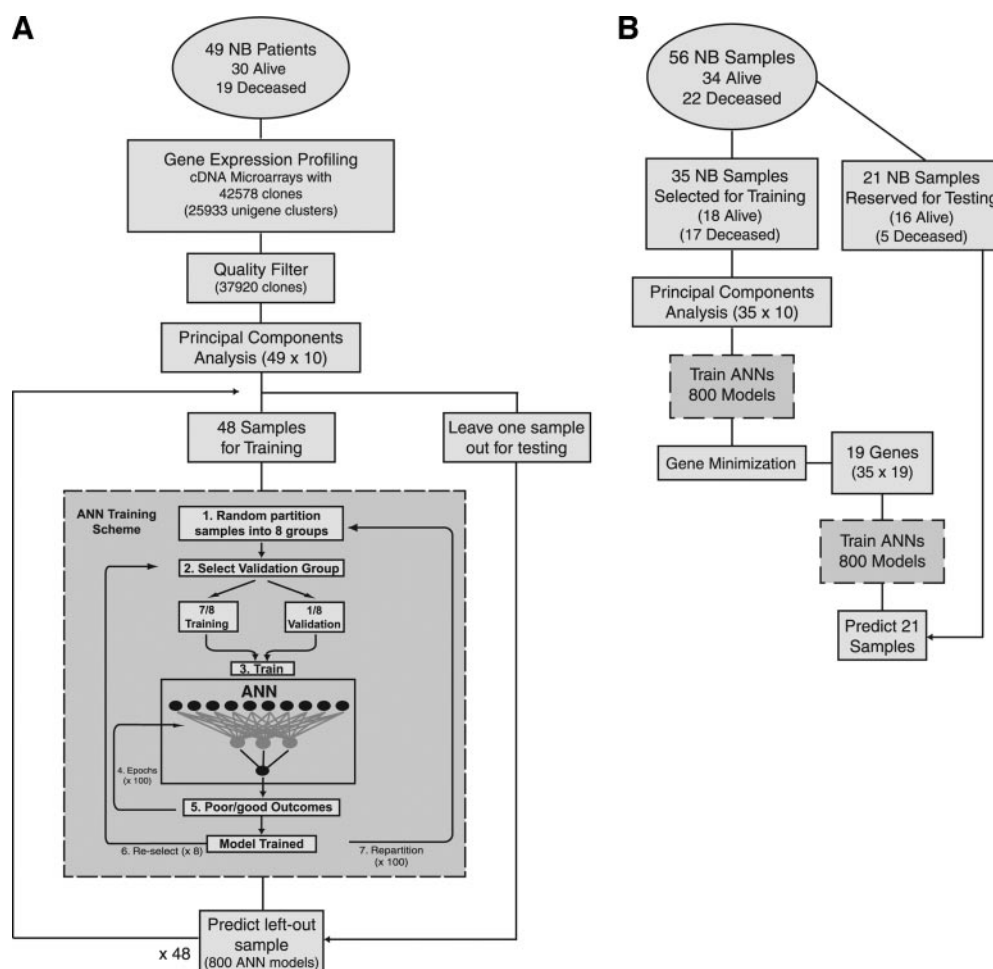 A
49 NB Patients
30 Alive
19 Deceased
Gene Expression Profiling
cDNA Microarrays with
42578 clones
(25933 unigene clusters)
Quality Filter
(37920 clones)
Principal Components
Analysis (49 x 10)
48 Samples
for Training
Leave one sample
out for testing
ANN Training
Scheme
1. Random partition
samples into 8 groups
2. Select Validation Group
7/8
Training
1/8
Validation
3. Train
ANN
4. Epochs
(x 100)
5. Poor/good Outcomes
Model Trained
6. Re-select (x 8)
7. Repartition
(x 100)
Predict left-out
sample
(800 ANN models)
x 48
B
56 NB Samples
34 Alive
22 Deceased
35 NB Samples
Selected for Training
(18 Alive)
(17 Deceased)
21 NB Samples
Reserved for Testing
(16 Alive)
(5 Deceased)
Principal Components
Analysis (35 x 10)
Train ANNs
800 Models
Gene Minimization
19 Genes
(35 x 19)
Train ANNs
800 Models
Predict 21
Samples